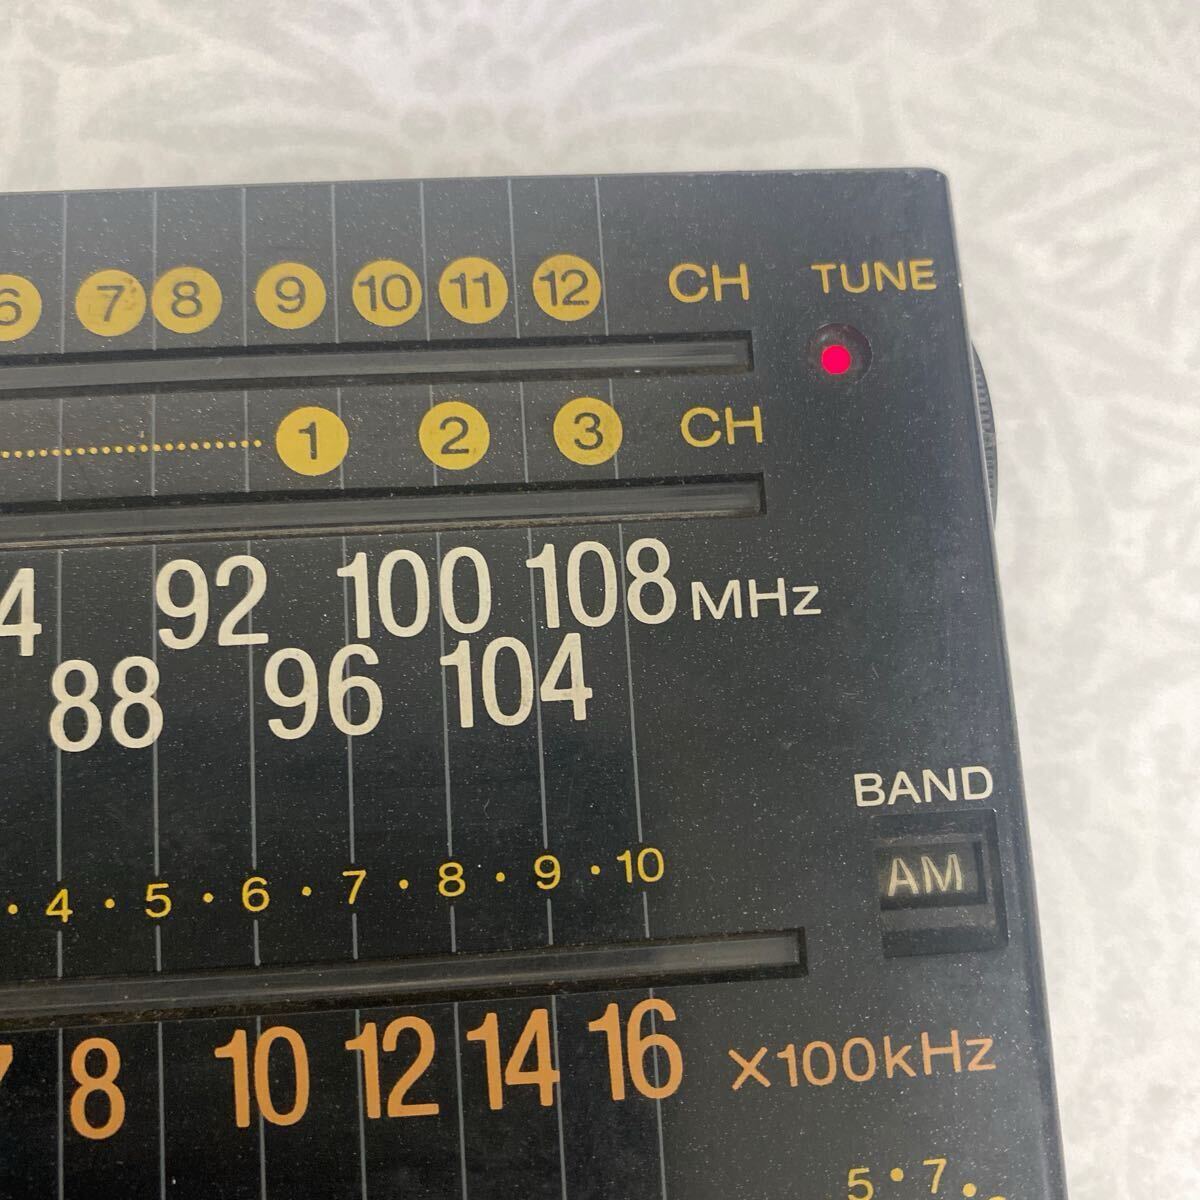 6 7 8 9 10 11 12 CH TUNE
1 2 3 CH
4 92 100 108 MHz
88 96 104
BAND
AM
· 4 · 5 · 6 · 7 · 8 · 9 · 10
7 8 10 12 14 16 X100kHz
5 · 7 ·